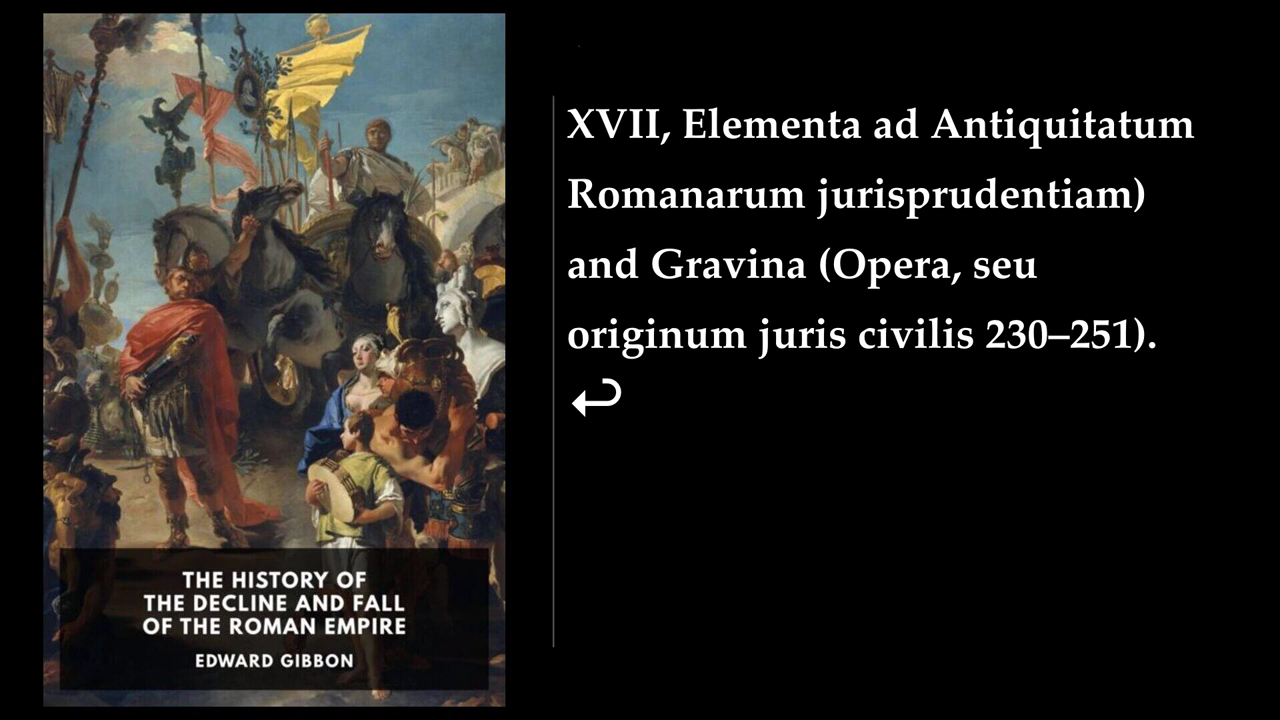 XVII, Elementa ad Antiquitatum
Romanarum jurisprudentiam)
and Gravina (Opera, seu
originum juris civilis 230–251).
↩
THE HISTORY OF
THE DECLINE AND FALL
OF THE ROMAN EMPIRE
EDWARD GIBBON